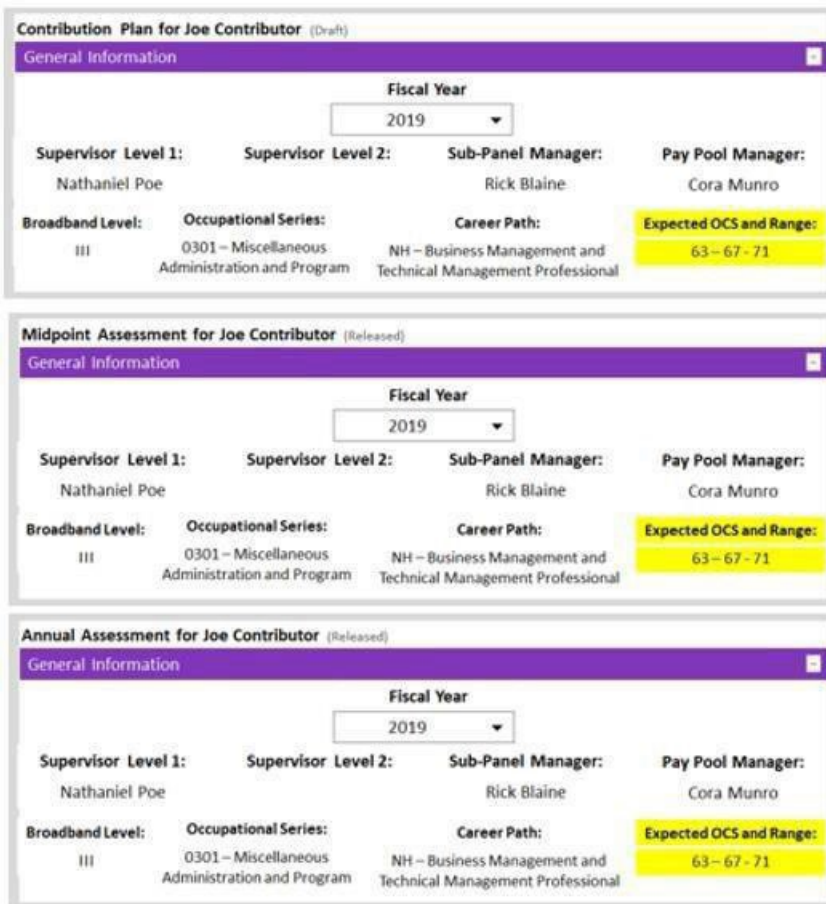 Contribution Plan for Joe Contributor (Draft)
General Information
Fiscal Year
2019
Supervisor Level 1: Supervisor Level 2: Sub-Panel Manager: Pay Pool Manager:
Nathaniel Poe Rick Blaine Cora Munro
Broadband Level: Occupational Series: Career Path: Expected OCS and Range:
III 0301 – Miscellaneous NH – Business Management and 63 – 67 - 71
Administration and Program Technical Management Professional
Midpoint Assessment for Joe Contributor (Released)
General Information
Fiscal Year
2019
Supervisor Level 1: Supervisor Level 2: Sub-Panel Manager: Pay Pool Manager:
Nathaniel Poe Rick Blaine Cora Munro
Broadband Level: Occupational Series: Career Path: Expected OCS and Range:
III 0301 – Miscellaneous NH – Business Management and 63 – 67 - 71
Administration and Program Technical Management Professional
Annual Assessment for Joe Contributor (Released)
General Information
Fiscal Year
2019
Supervisor Level 1: Supervisor Level 2: Sub-Panel Manager: Pay Pool Manager:
Nathaniel Poe Rick Blaine Cora Munro
Broadband Level: Occupational Series: Career Path: Expected OCS and Range:
III 0301 – Miscellaneous NH – Business Management and 63 – 67 - 71
Administration and Program Technical Management Professional